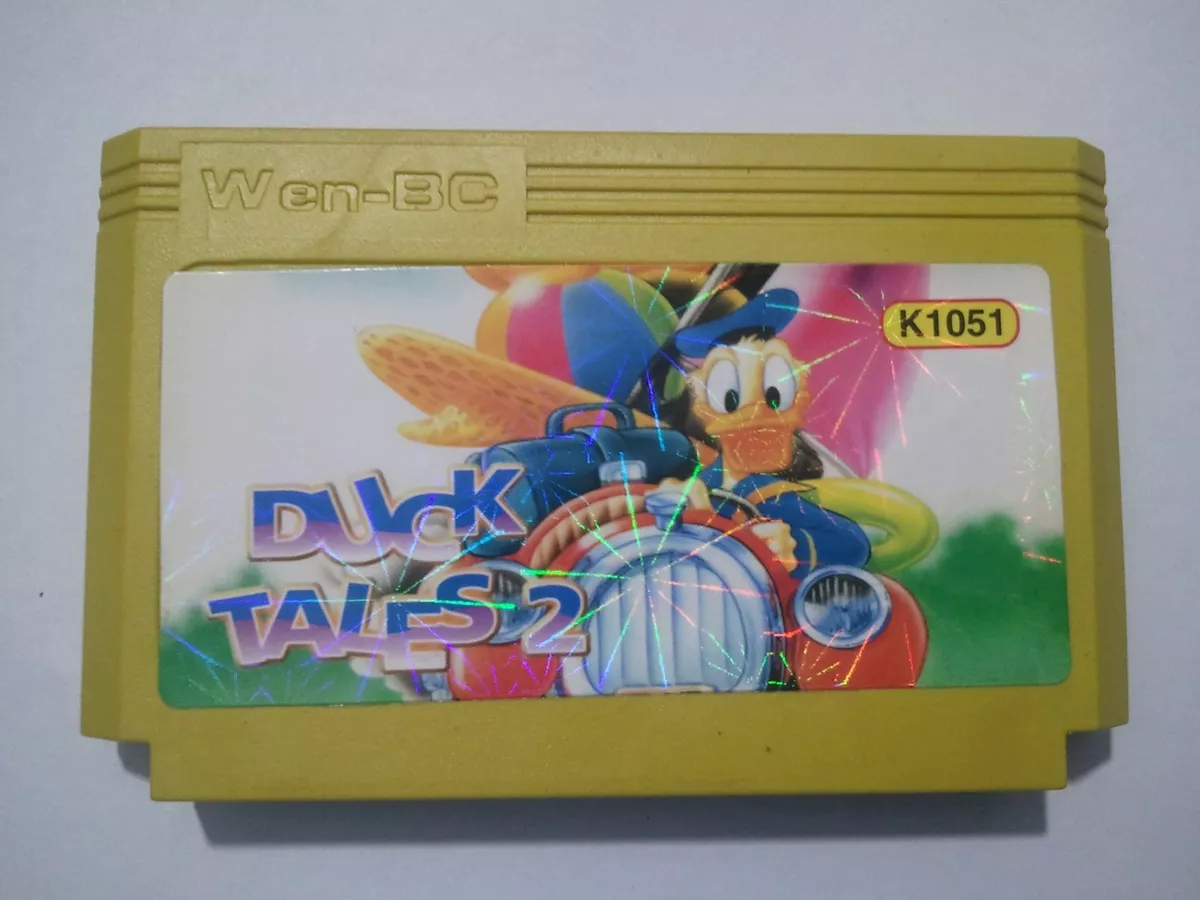 Wen-BC
K1051
DUCK
TALES 2